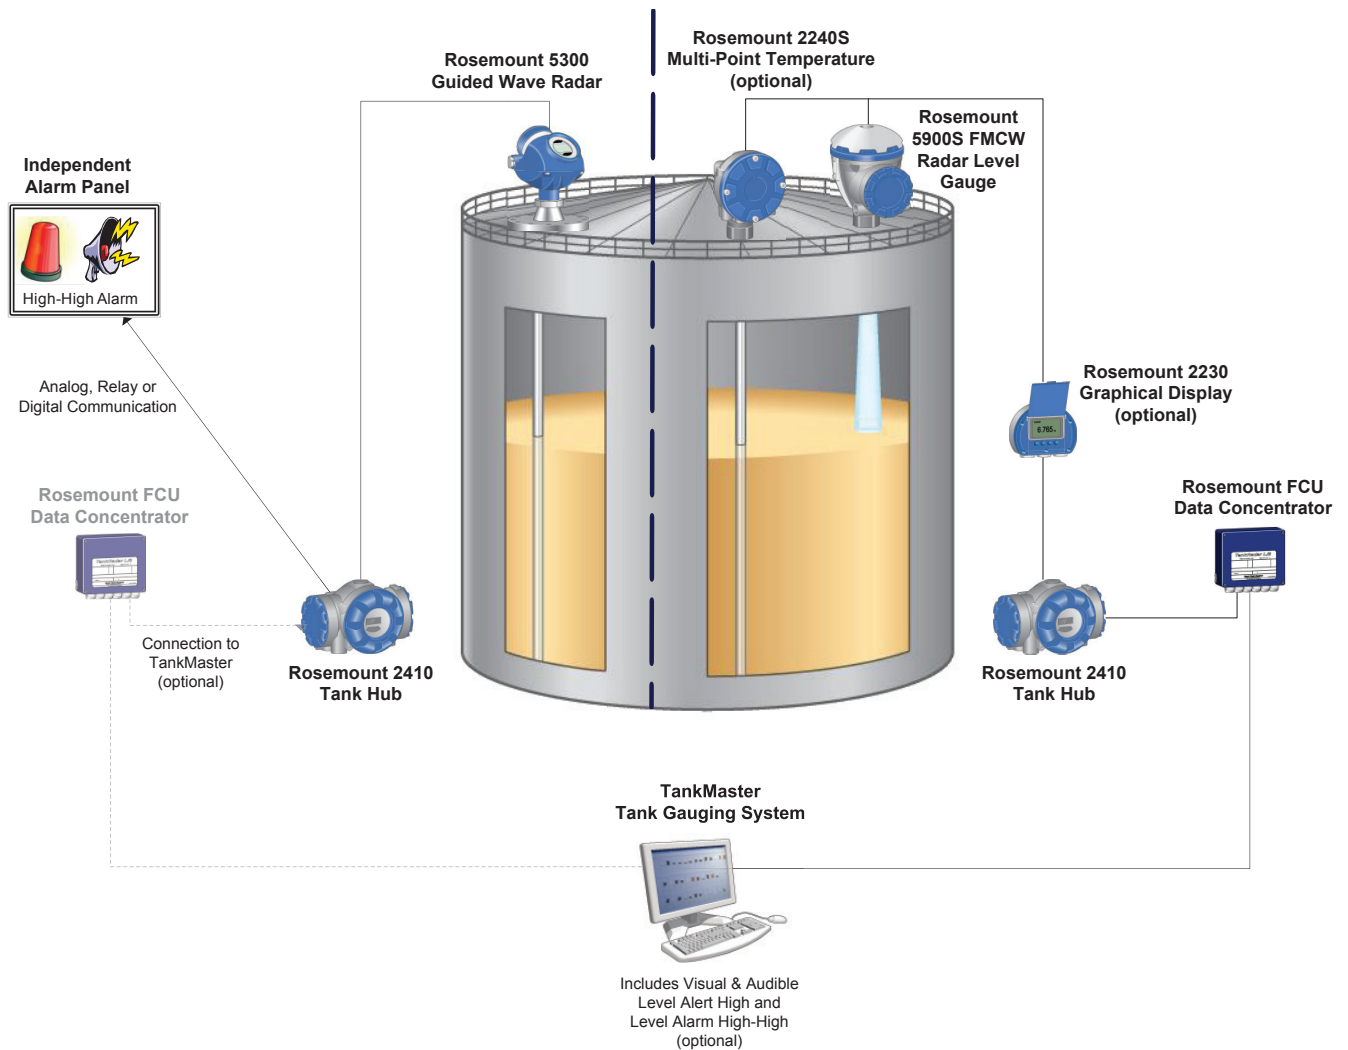 Rosemount 2240S
Multi-Point Temperature
(optional)
Rosemount 5300
Guided Wave Radar
Rosemount
5900S FMCW
Radar Level
Gauge
Independent
Alarm Panel
High-High Alarm
Analog, Relay or
Digital Communication
Rosemount 2230
Graphical Display
(optional)
Rosemount FCU
Data Concentrator
Rosemount FCU
Data Concentrator
Connection to
TankMaster
(optional)
Rosemount 2410
Tank Hub
Rosemount 2410
Tank Hub
TankMaster
Tank Gauging System
Includes Visual & Audible
Level Alert High and
Level Alarm High-High
(optional)